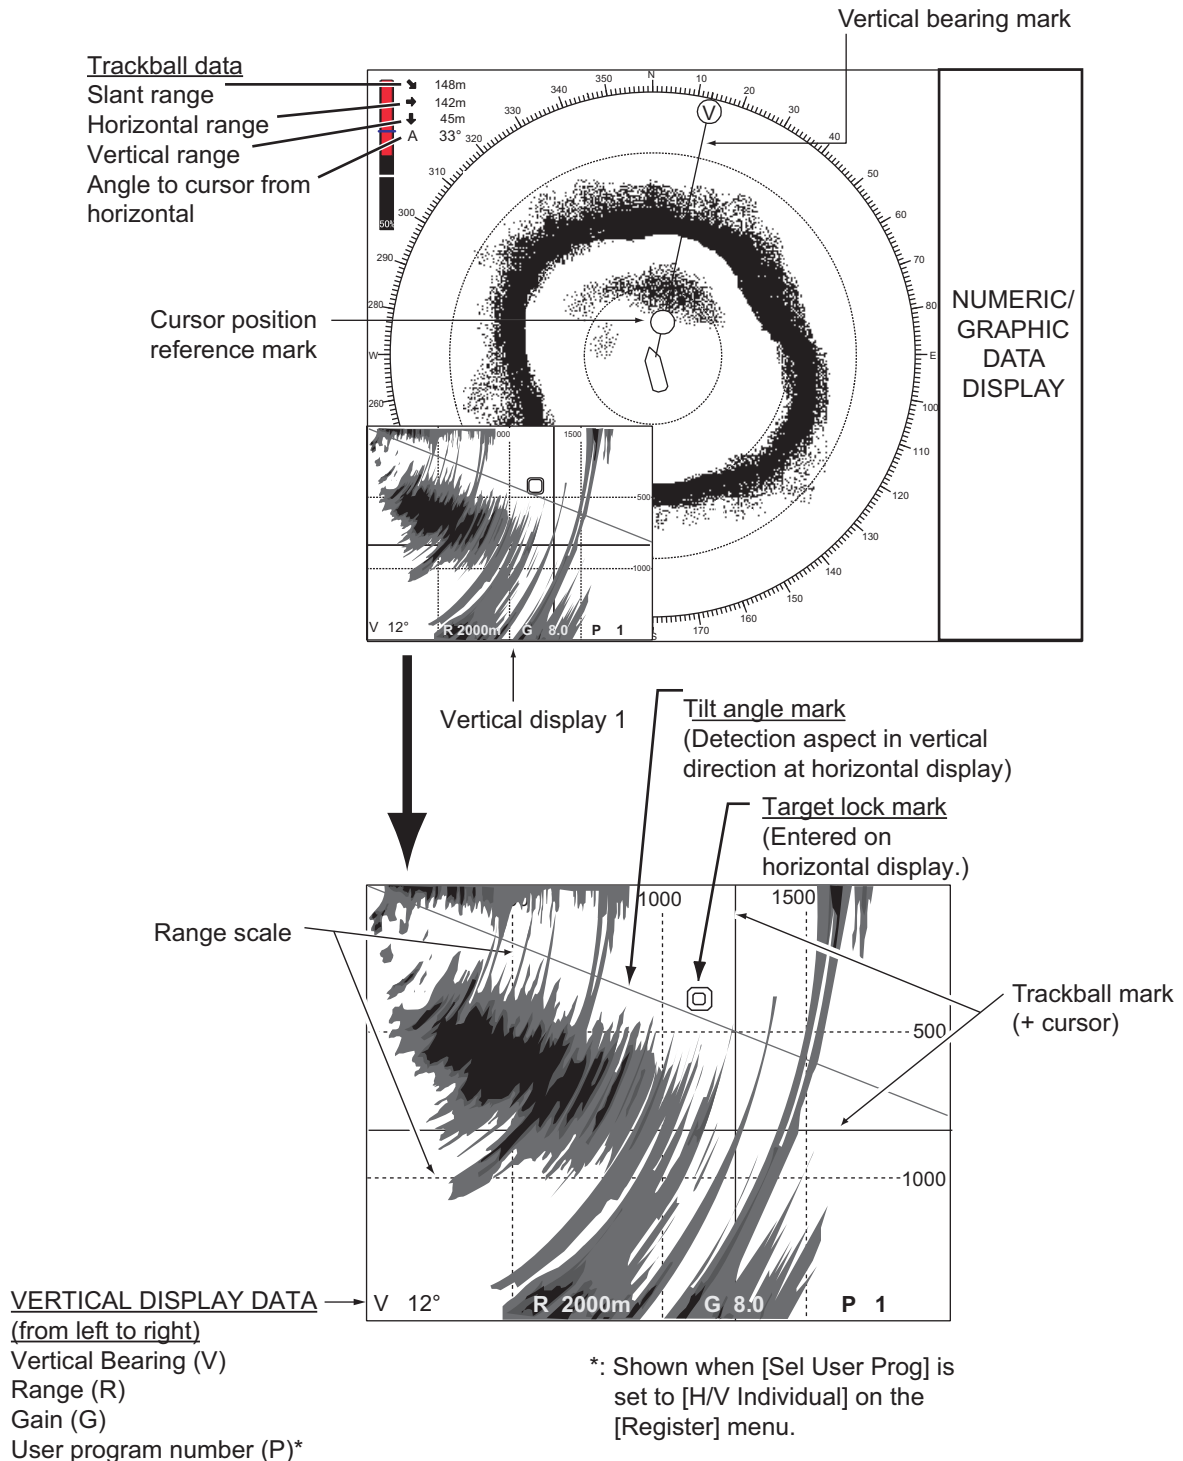 Vertical bearing mark
Trackball data
Slant range
Horizontal range
Vertical range
Angle to cursor from
horizontal
148m
142m
45m
A 33°
50%
N
10
20
30
40
50
60
70
80
E
100
110
120
130
140
150
160
170
S
260
W
280
290
300
310
320
330
340
350
V
NUMERIC/
GRAPHIC
DATA
DISPLAY
Cursor position
reference mark
1500
500
1000
V 12° R 2000m G 8.0 P 1
Vertical display 1
Tilt angle mark
(Detection aspect in vertical
direction at horizontal display)
Target lock mark
(Entered on
horizontal display.)
Range scale
1000
1500
500
1000
Trackball mark
(+ cursor)
V 12° R 2000m G 8.0 P 1
VERTICAL DISPLAY DATA
(from left to right)
Vertical Bearing (V)
Range (R)
Gain (G)
User program number (P)*
*: Shown when [Sel User Prog] is
set to [H/V Individual] on the
[Register] menu.